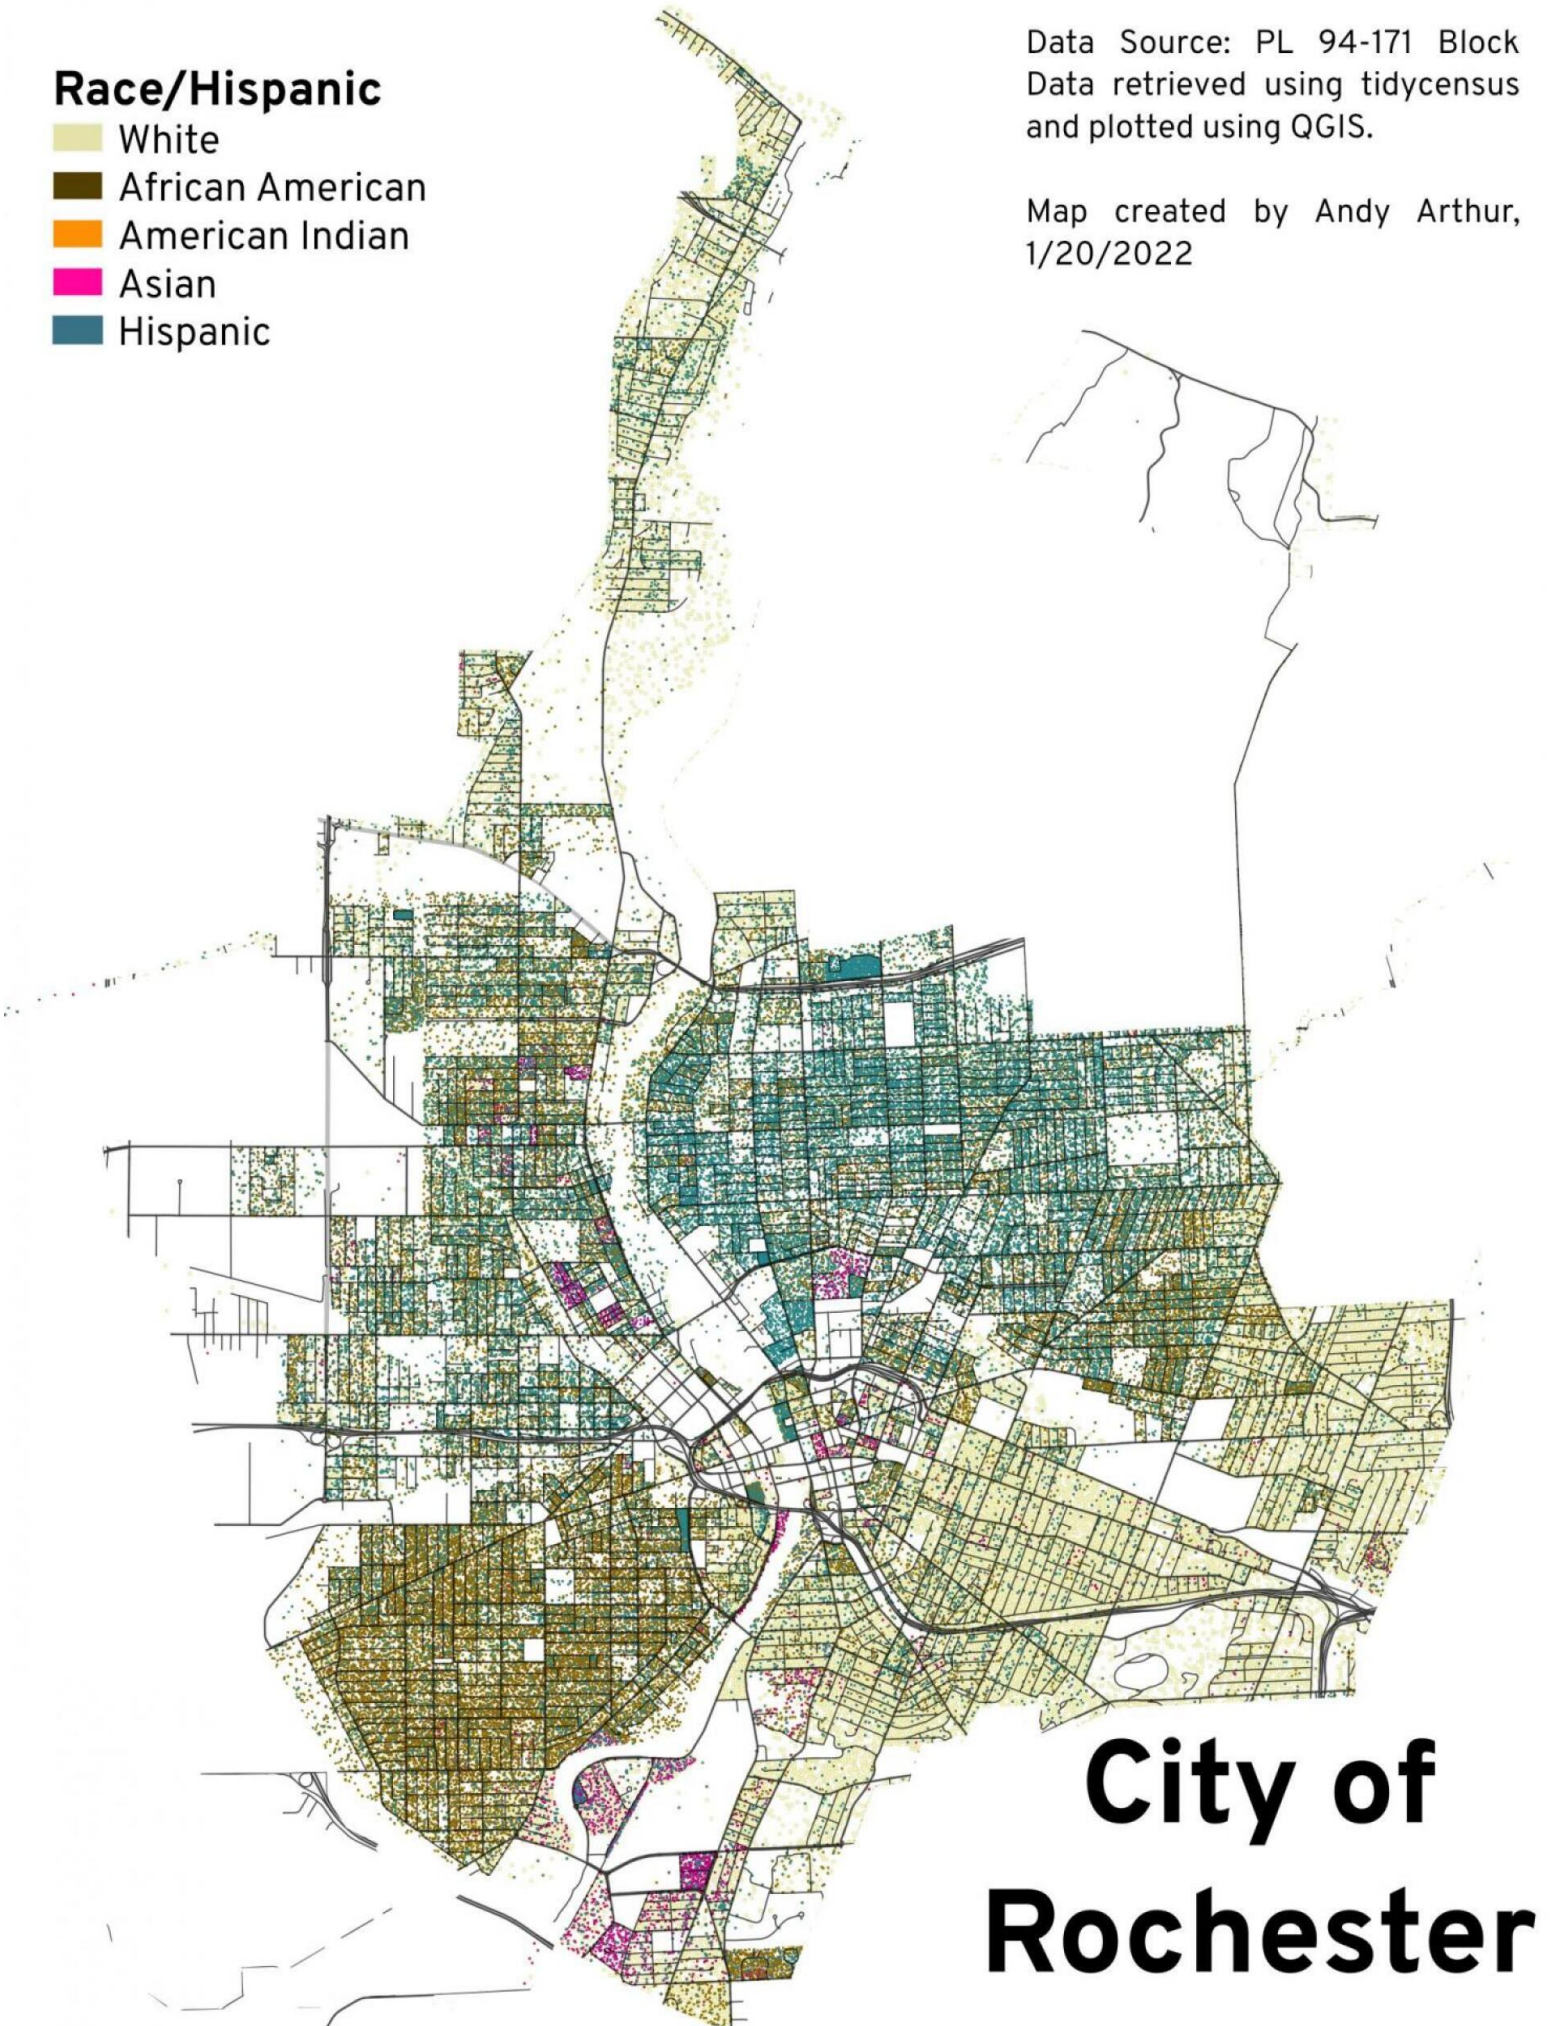 Race/Hispanic
White
African American
American Indian
Asian
Hispanic
Data Source: PL 94-171 Block
Data retrieved using tidycensus
and plotted using QGIS.
Map created by Andy Arthur,
1/20/2022
City of
Rochester